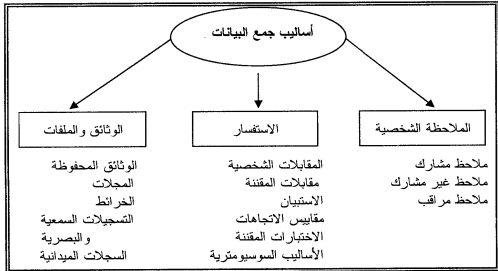 أساليب جمع البيانات
الملاحظة الشخصية
ملاحظ مشارك
ملاحظ غير مشارك
ملاحظ مراقب
الاستفسار
المقابلات الشخصية
مقابلات المقننة
الاستبيان
مقاييس الاتجاهات
الاختبارات المقننة
الأساليب السوسيومترية
الوثائق والملفات
الوثائق المحفوظة
المجلات
الخرائط
التسجيلات السمعية
والبصرية
السجلات الميدانية